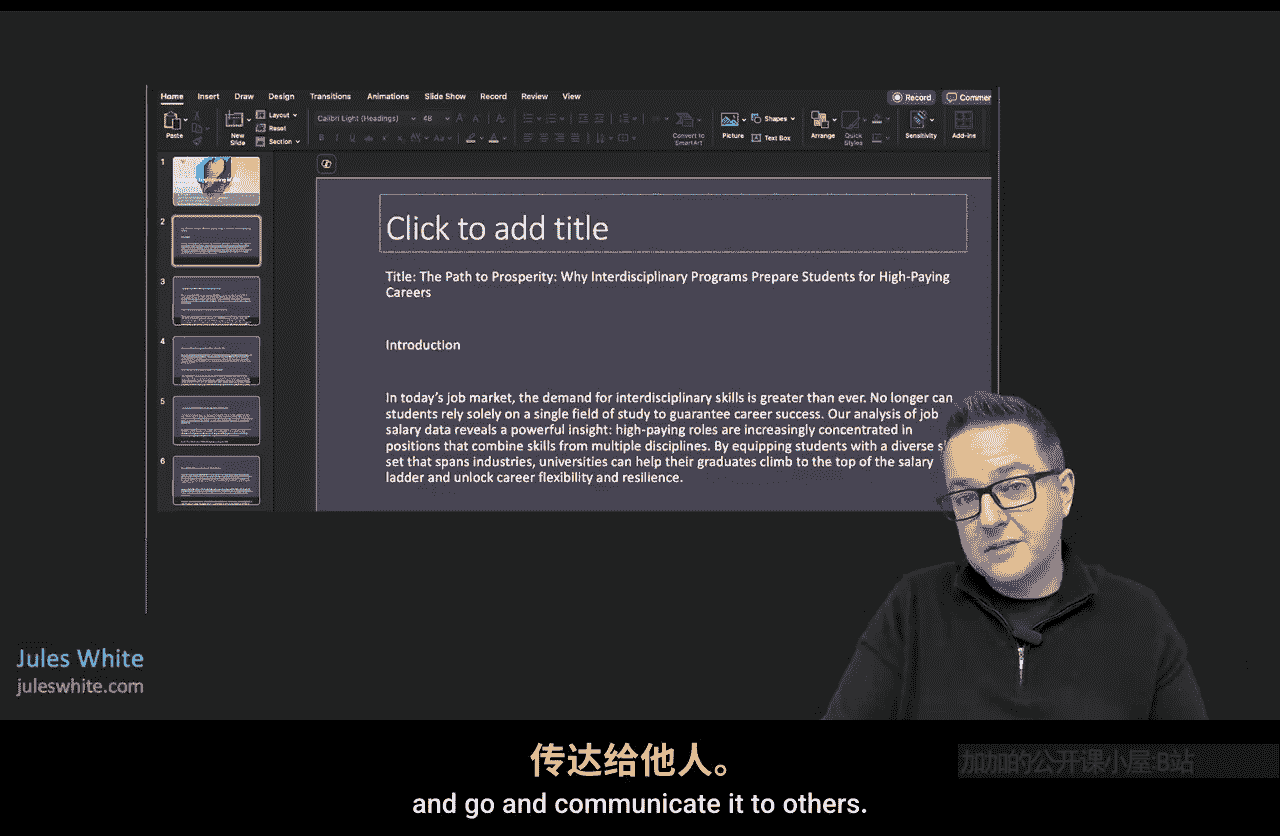 Home Insert Draw Design Transitions Animations Slide Show Record Review View Record
Paste New Slide Layout Reset Section Calibri Light (Headings) 48 Convert to SmartArt Picture Shapes Text Box Arrange Quick Styles Sensitivity Add-ins
1
2
3
4
5
6
Click to add title
Title: The Path to Prosperity: Why Interdisciplinary Programs Prepare Students for High-Paying
Careers
Introduction
In today's job market, the demand for interdisciplinary skills is greater than ever. No longer can
students rely solely on a single field of study to guarantee career success. Our analysis of job
salary data reveals a powerful insight: high-paying roles are increasingly concentrated in
positions that combine skills from multiple disciplines. By equipping students with a diverse
set that spans industries, universities can help their graduates climb to the top of the salary
ladder and unlock career flexibility and resilience.
Jules White
juleswhite.com
传达给他人。
加加的公开课小屋 B站
and go and communicate it to others.